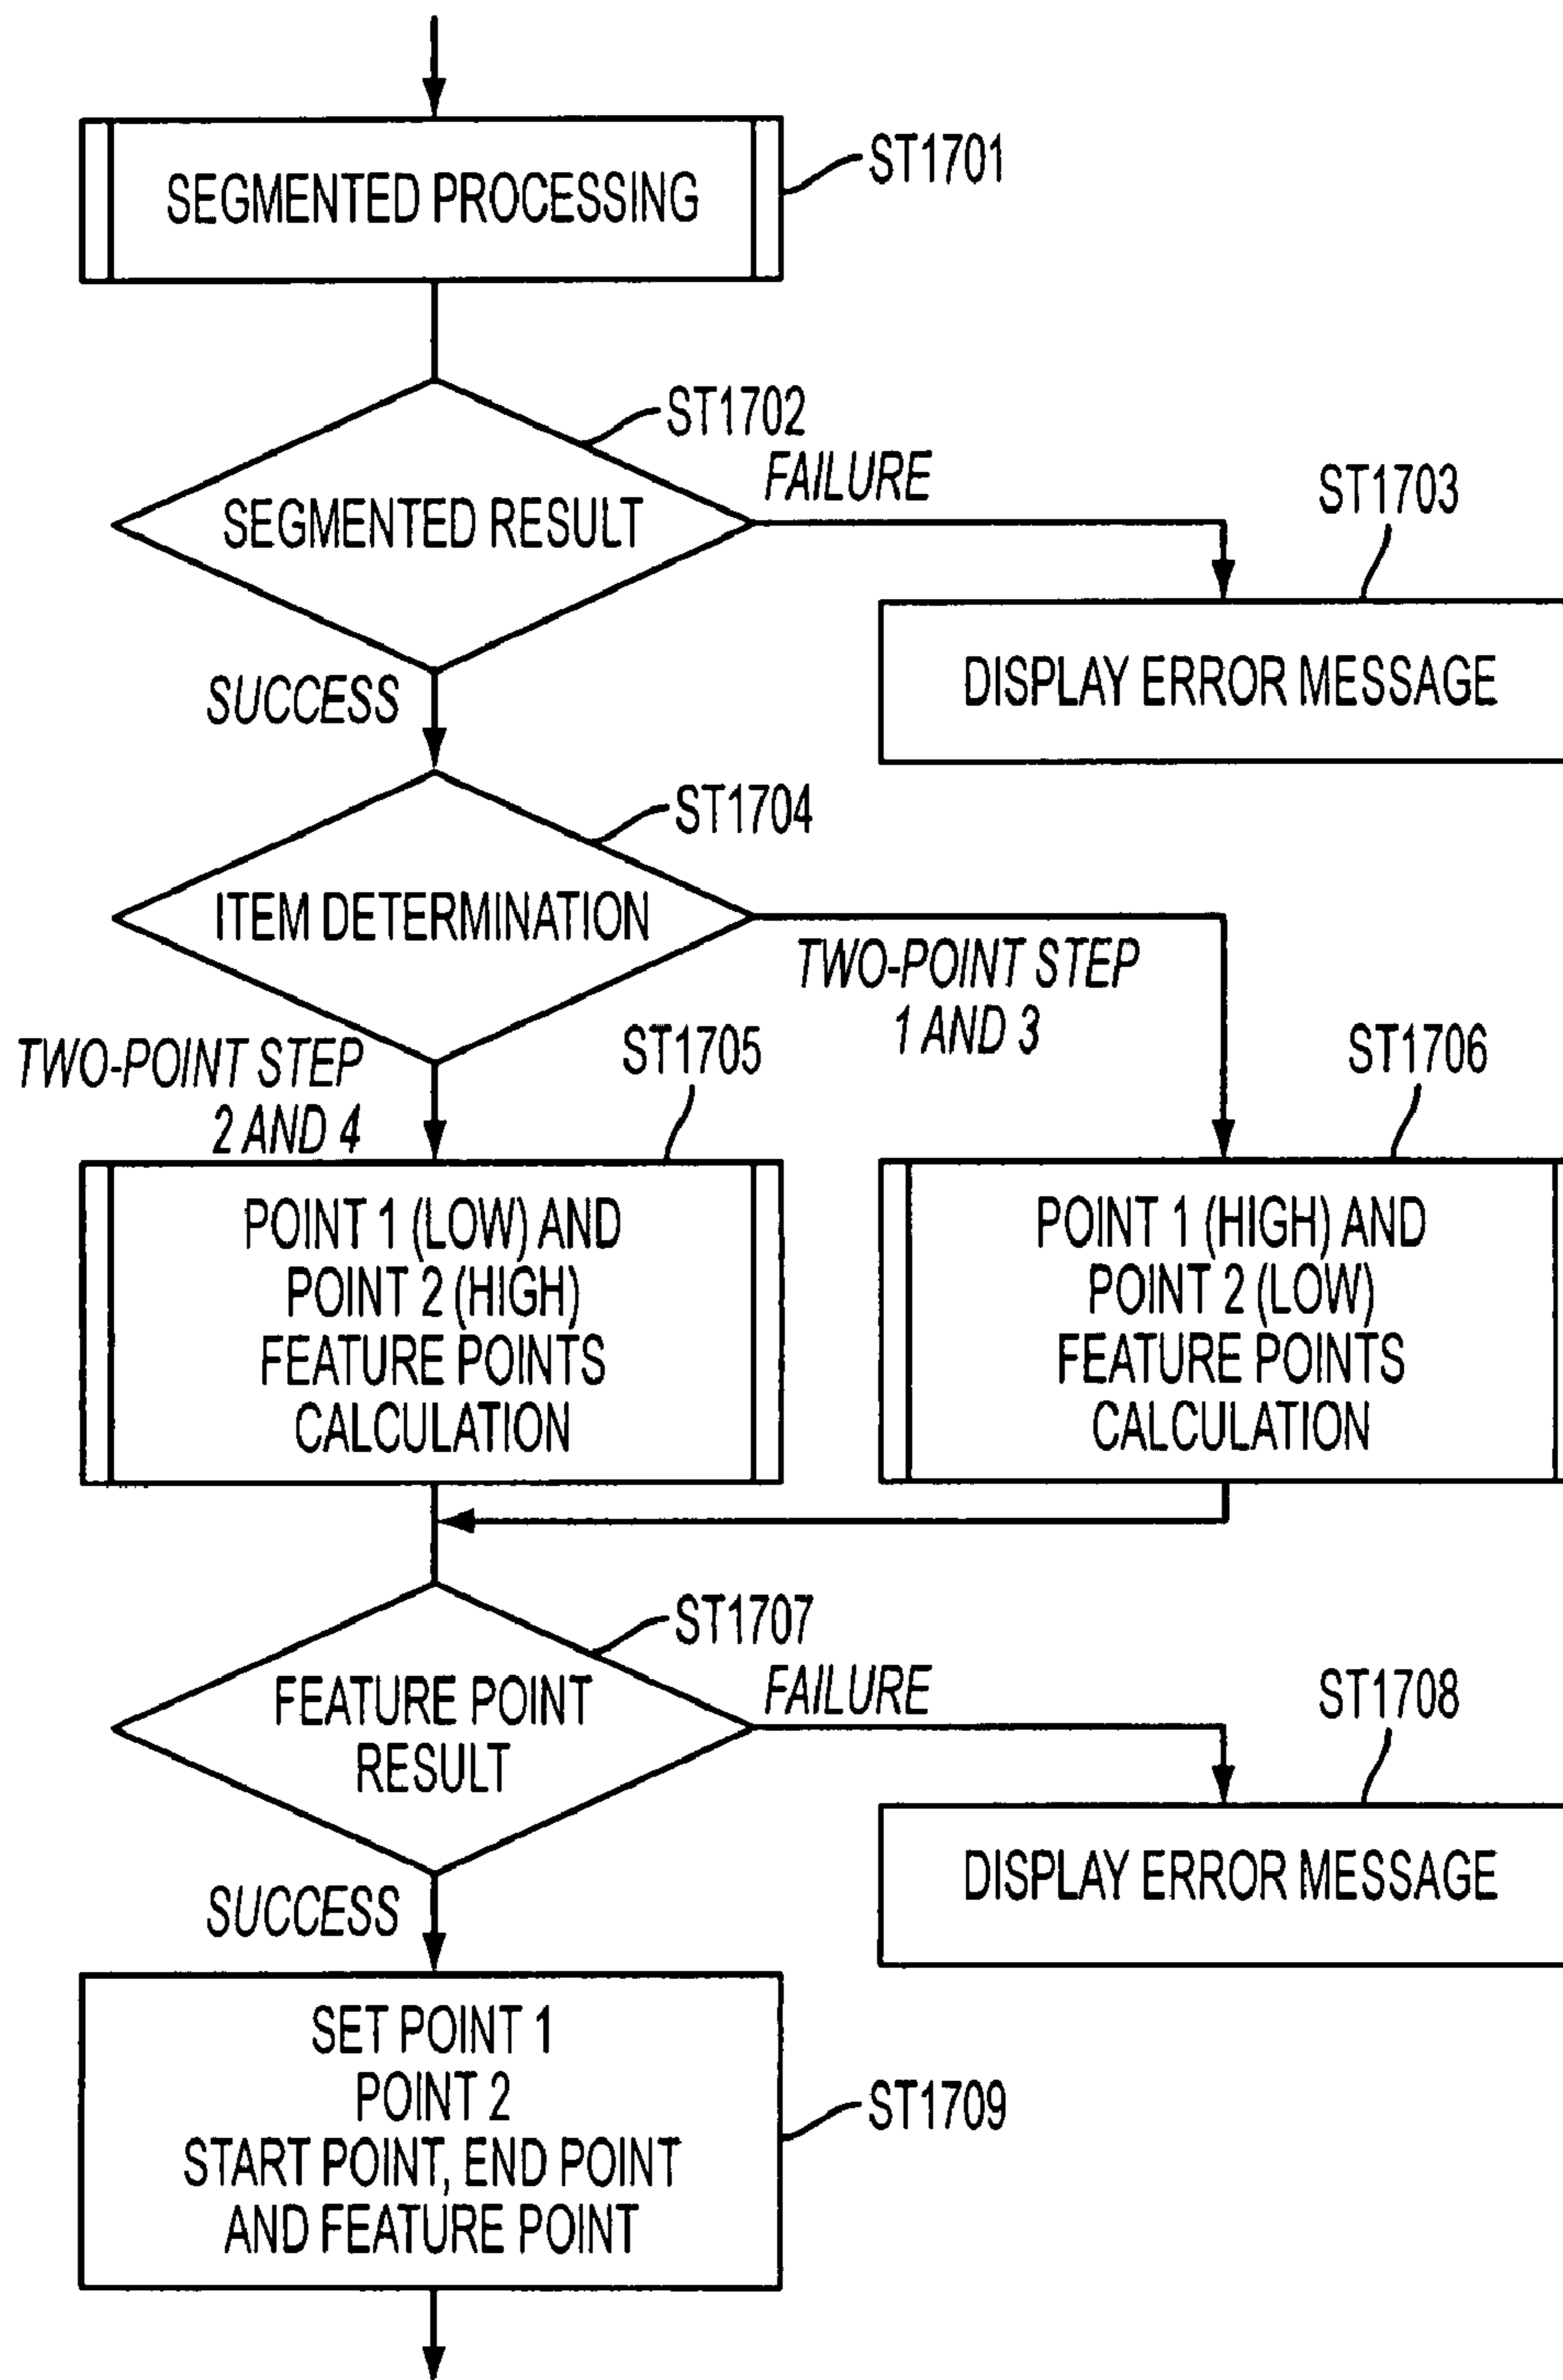 SEGMENTED PROCESSING
ST1701
ST1702
SEGMENTED RESULT
FAILURE
ST1703
DISPLAY ERROR MESSAGE
SUCCESS
ST1704
ITEM DETERMINATION
TWO-POINT STEP
1 AND 3
TWO-POINT STEP
2 AND 4
ST1705
ST1706
POINT 1 (LOW) AND
POINT 2 (HIGH)
FEATURE POINTS
CALCULATION
POINT 1 (HIGH) AND
POINT 2 (LOW)
FEATURE POINTS
CALCULATION
ST1707
FEATURE POINT
RESULT
FAILURE
ST1708
DISPLAY ERROR MESSAGE
SUCCESS
SET POINT 1
POINT 2
START POINT, END POINT
AND FEATURE POINT
ST1709